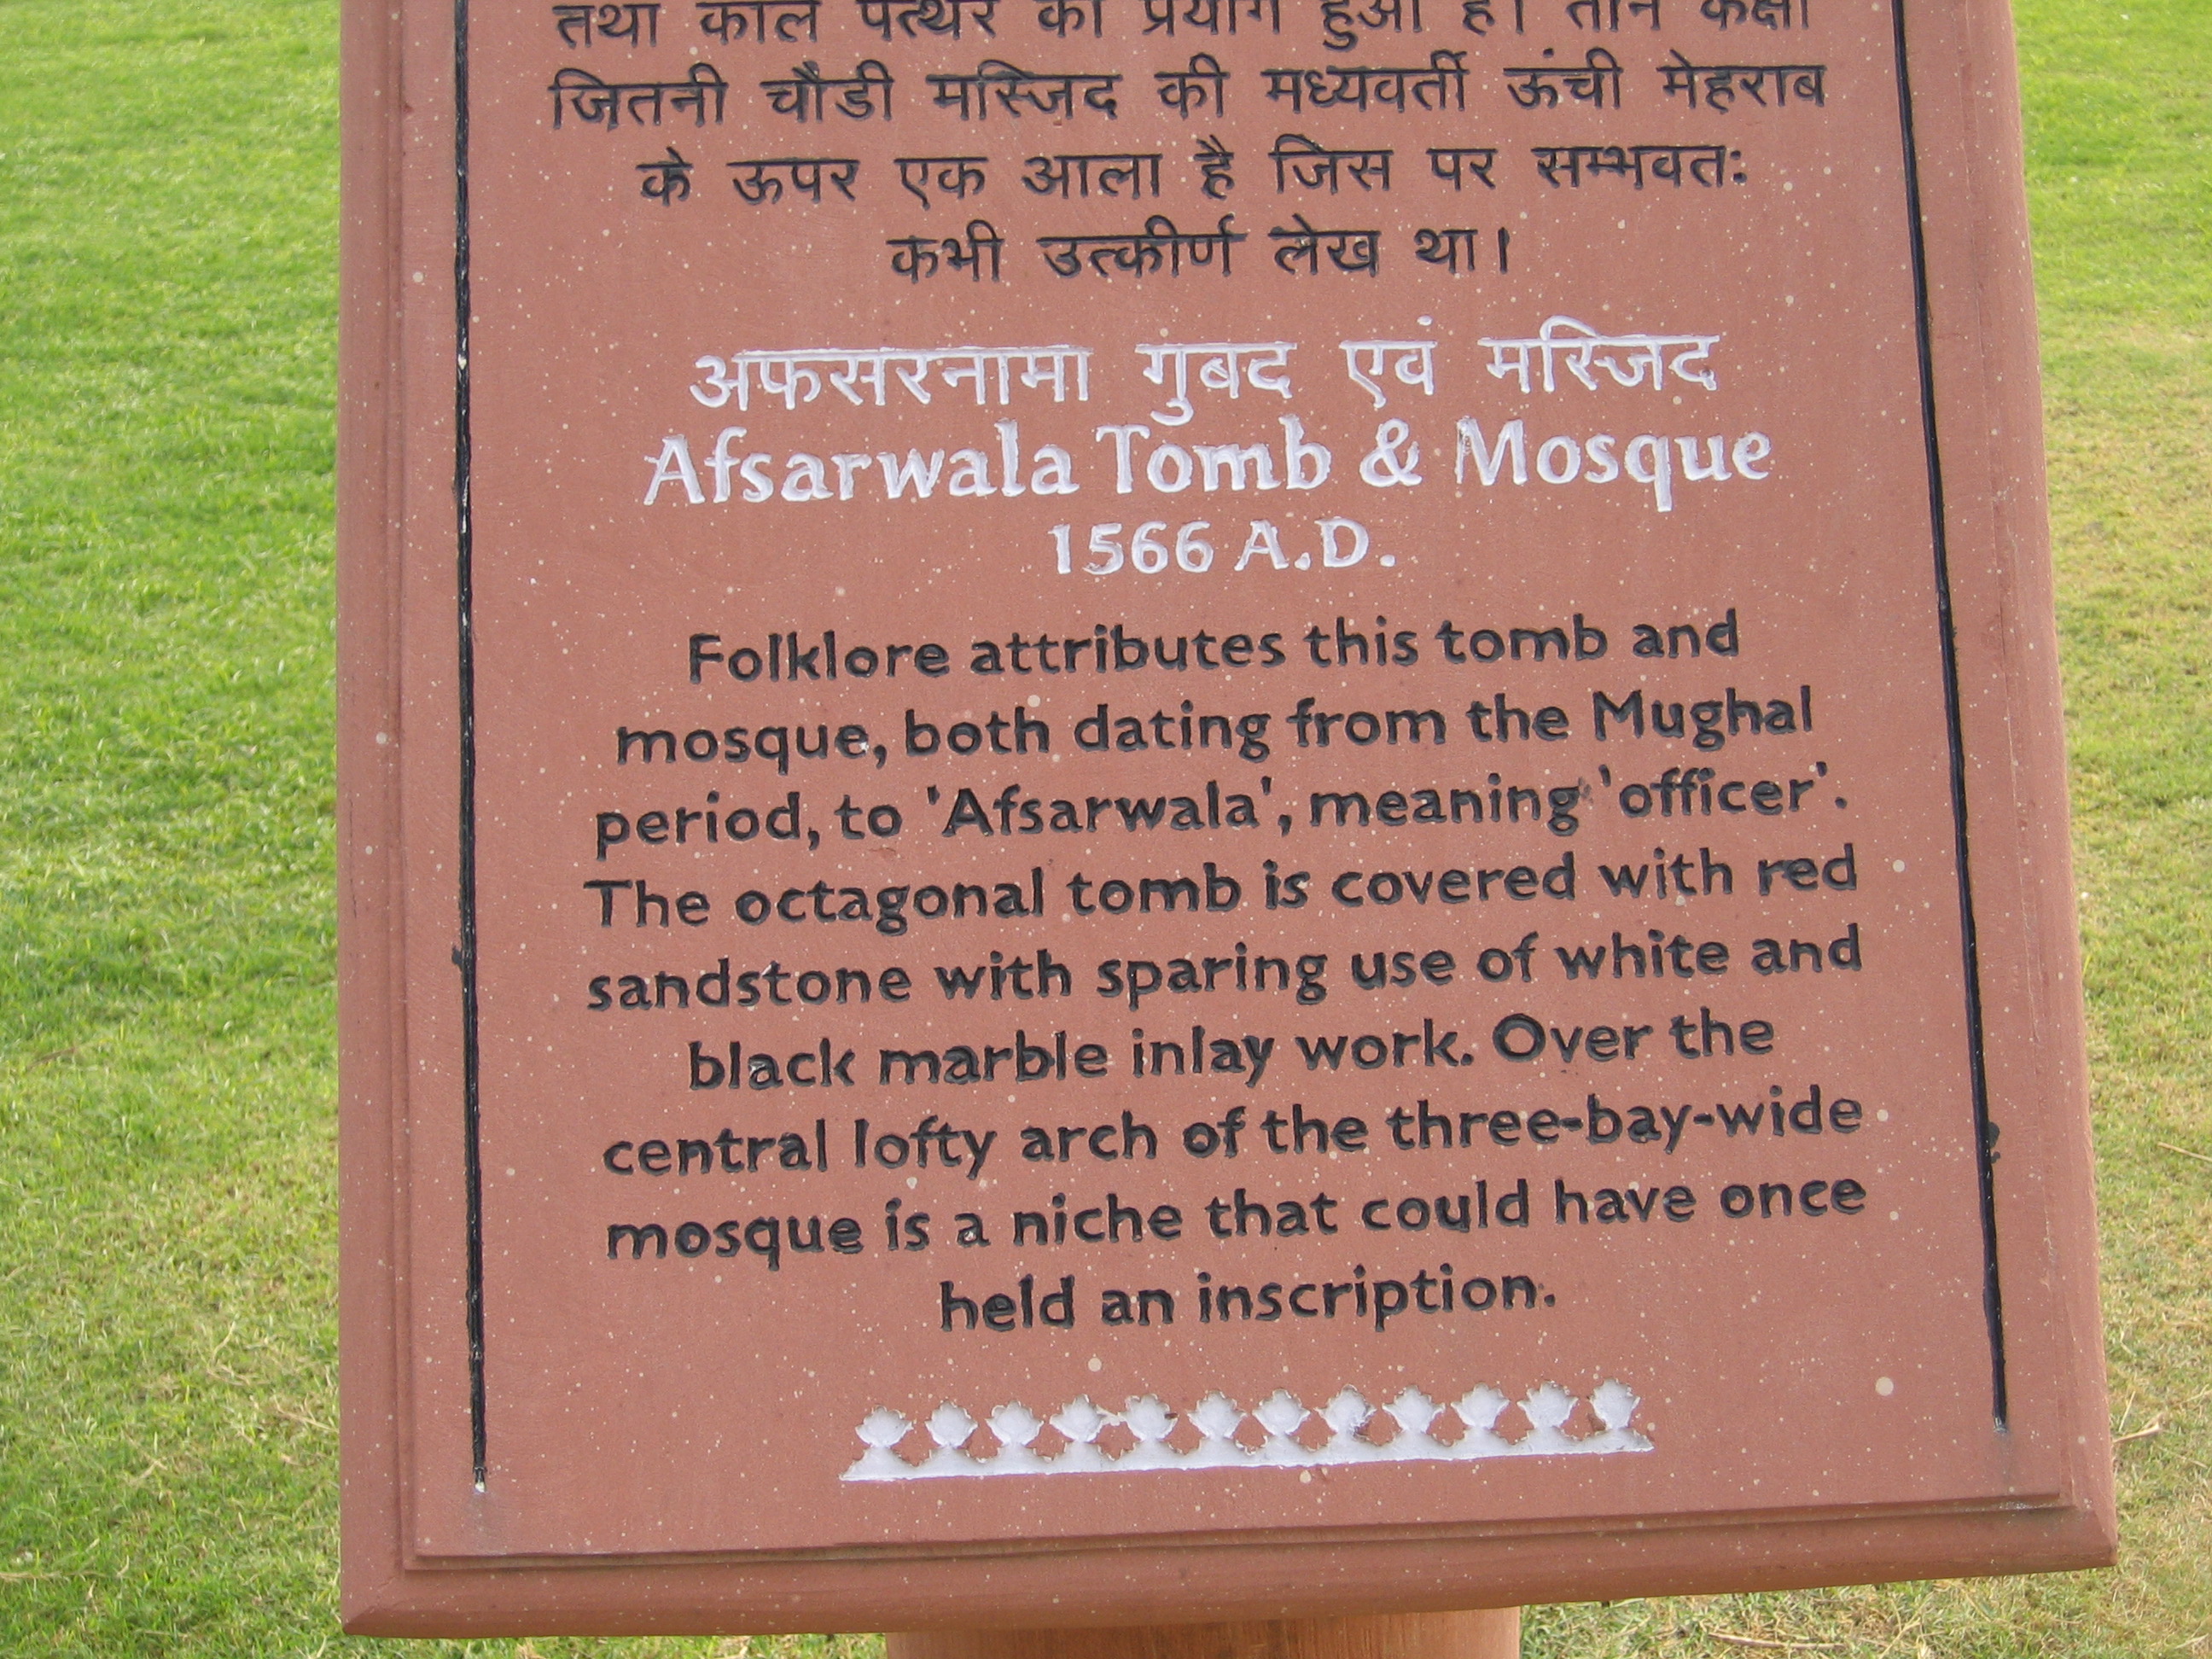 तथा काले पत्थर का प्रयोग हुआ है। तीन कक्षों
जितनी चौडी मस्जिद की मध्यवर्ती ऊंची मेहराब
के ऊपर एक आला है जिस पर सम्भवतः
कभी उत्कीर्ण लेख था।
अफसरनामा गुबद एवं मस्जिद
Afsarwala Tomb & Mosque
1566 A.D.
Folklore attributes this tomb and
mosque, both dating from the Mughal
period, to 'Afsarwala', meaning 'officer'.
The octagonal tomb is covered with red
sandstone with sparing use of white and
black marble inlay work. Over the
central lofty arch of the three-bay-wide
mosque is a niche that could have once
held an inscription.